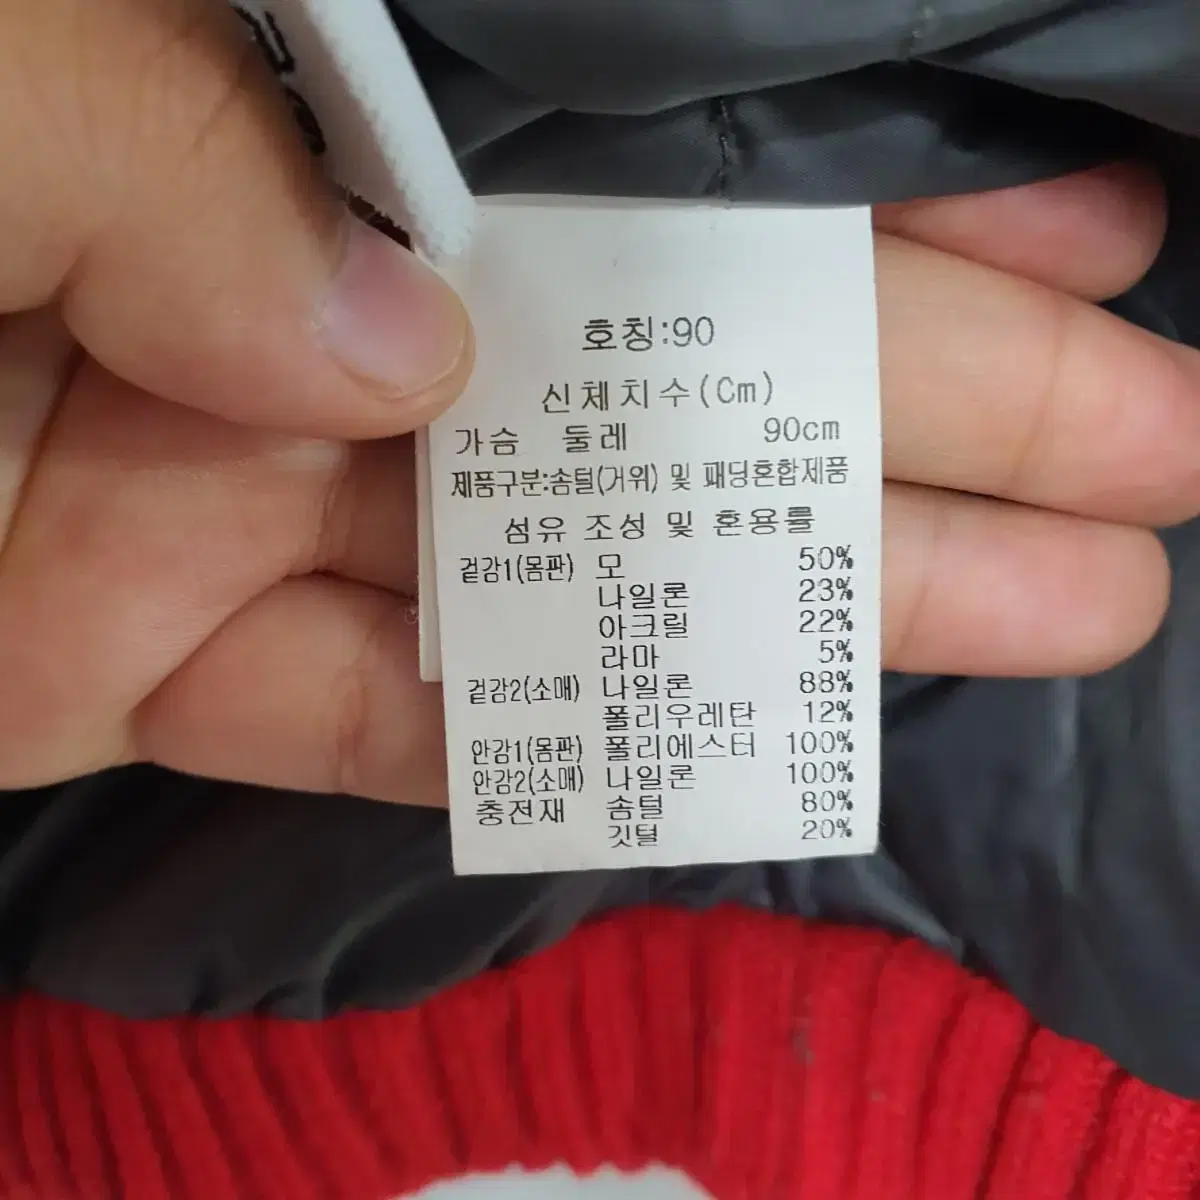 호칭:90
신체치수(Cm)
가슴 둘레 90cm
제품구분:솜털(거위) 및 패딩혼합제품
섬유 조성 및 혼용률
겉감1(몸판) 모 50%
나일론 23%
아크릴 22%
라마 5%
겉감2(소매) 나일론 88%
폴리우레탄 12%
안감1(몸판) 폴리에스터 100%
안감2(소매) 나일론 100%
충전재 솜털 80%
깃털 20%